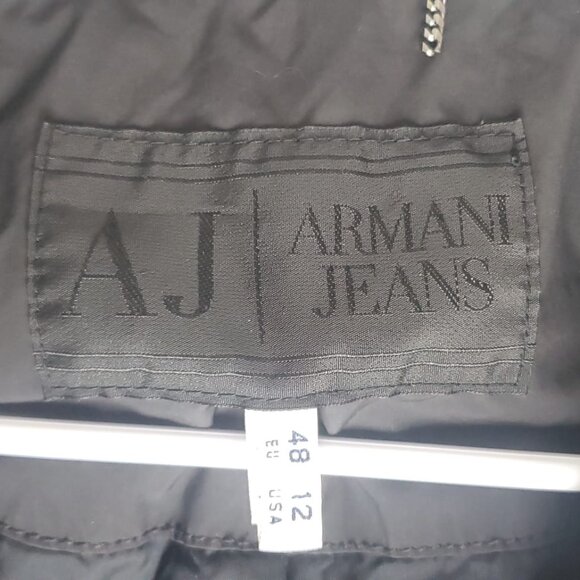 AJ | ARMANI
JEANS
48 12
EU USA